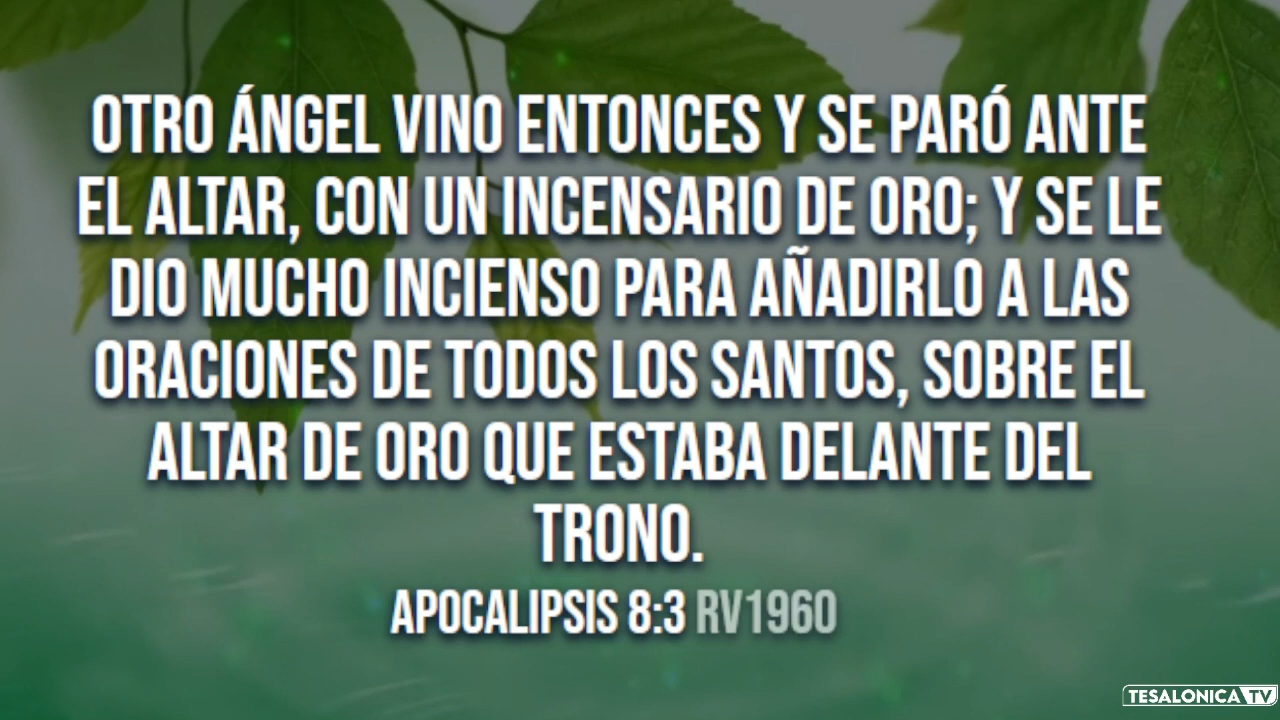 OTRO ÁNGEL VINO ENTONCES Y SE PARÓ ANTE
EL ALTAR, CON UN INCENSARIO DE ORO; Y SE LE
DIO MUCHO INCIENSO PARA AÑADIRLO A LAS
ORACIONES DE TODOS LOS SANTOS, SOBRE EL
ALTAR DE ORO QUE ESTABA DELANTE DEL
TRONO.
APOCALIPSIS 8:3 RV1960
TESALONICA TV